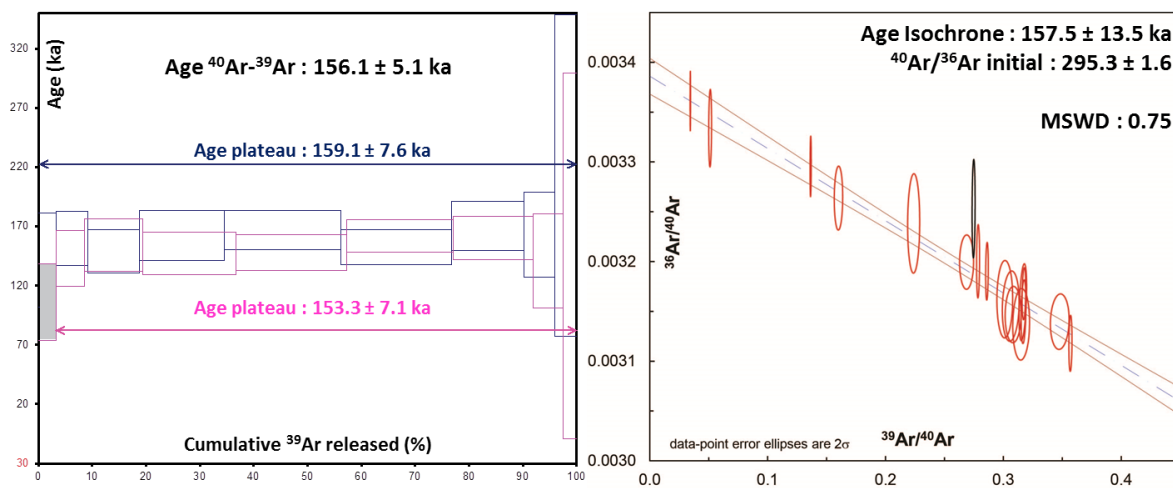 Age (ka)
320
270
220
170
120
70
20
30
Age ⁴⁰Ar-³⁹Ar : 156.1 ± 5.1 ka
Age plateau : 159.1 ± 7.6 ka
Age plateau : 153.3 ± 7.1 ka
Cumulative ³⁹Ar released (%)
0 10 20 30 40 50 60 70 80 90 100
Age Isochrone : 157.5 ± 13.5 ka
⁴⁰Ar/³⁶Ar initial : 295.3 ± 1.6
MSWD : 0.75
0.0034
0.0033
0.0032
0.0031
0.0030
³⁶Ar/⁴⁰Ar
data-point error ellipses are 2σ
³⁹Ar/⁴⁰Ar
0.0 0.1 0.2 0.3 0.4